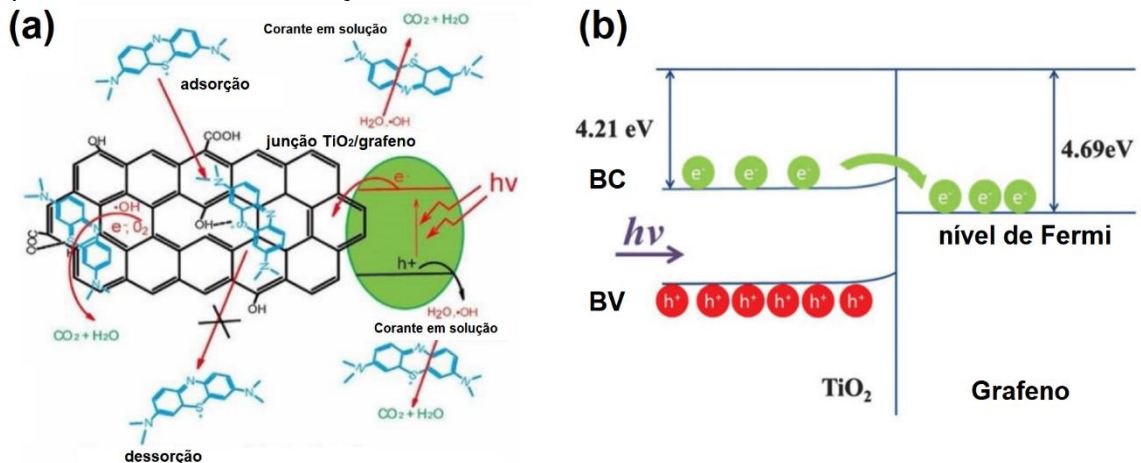 (a)
Corante em solução
CO₂ + H₂O
N
N
S
N
adsorção
S
N
N
N
H₂O,•OH
OH
COOH
junção TiO₂/grafeno
e-
hv
N
•OH
e-, O₂
OH
S
N
N
h+
H₂O,•OH
OH
CO₂ + H₂O
Corante em solução
N
N
N
S
N
S
N
N
CO₂ + H₂O
dessorção
(b)
4.21 eV
4.69eV
BC
e-
e-
e-
e-
e-
e-
nível de Fermi
hv
BV
h+
h+
h+
h+
h+
h+
TiO₂
Grafeno